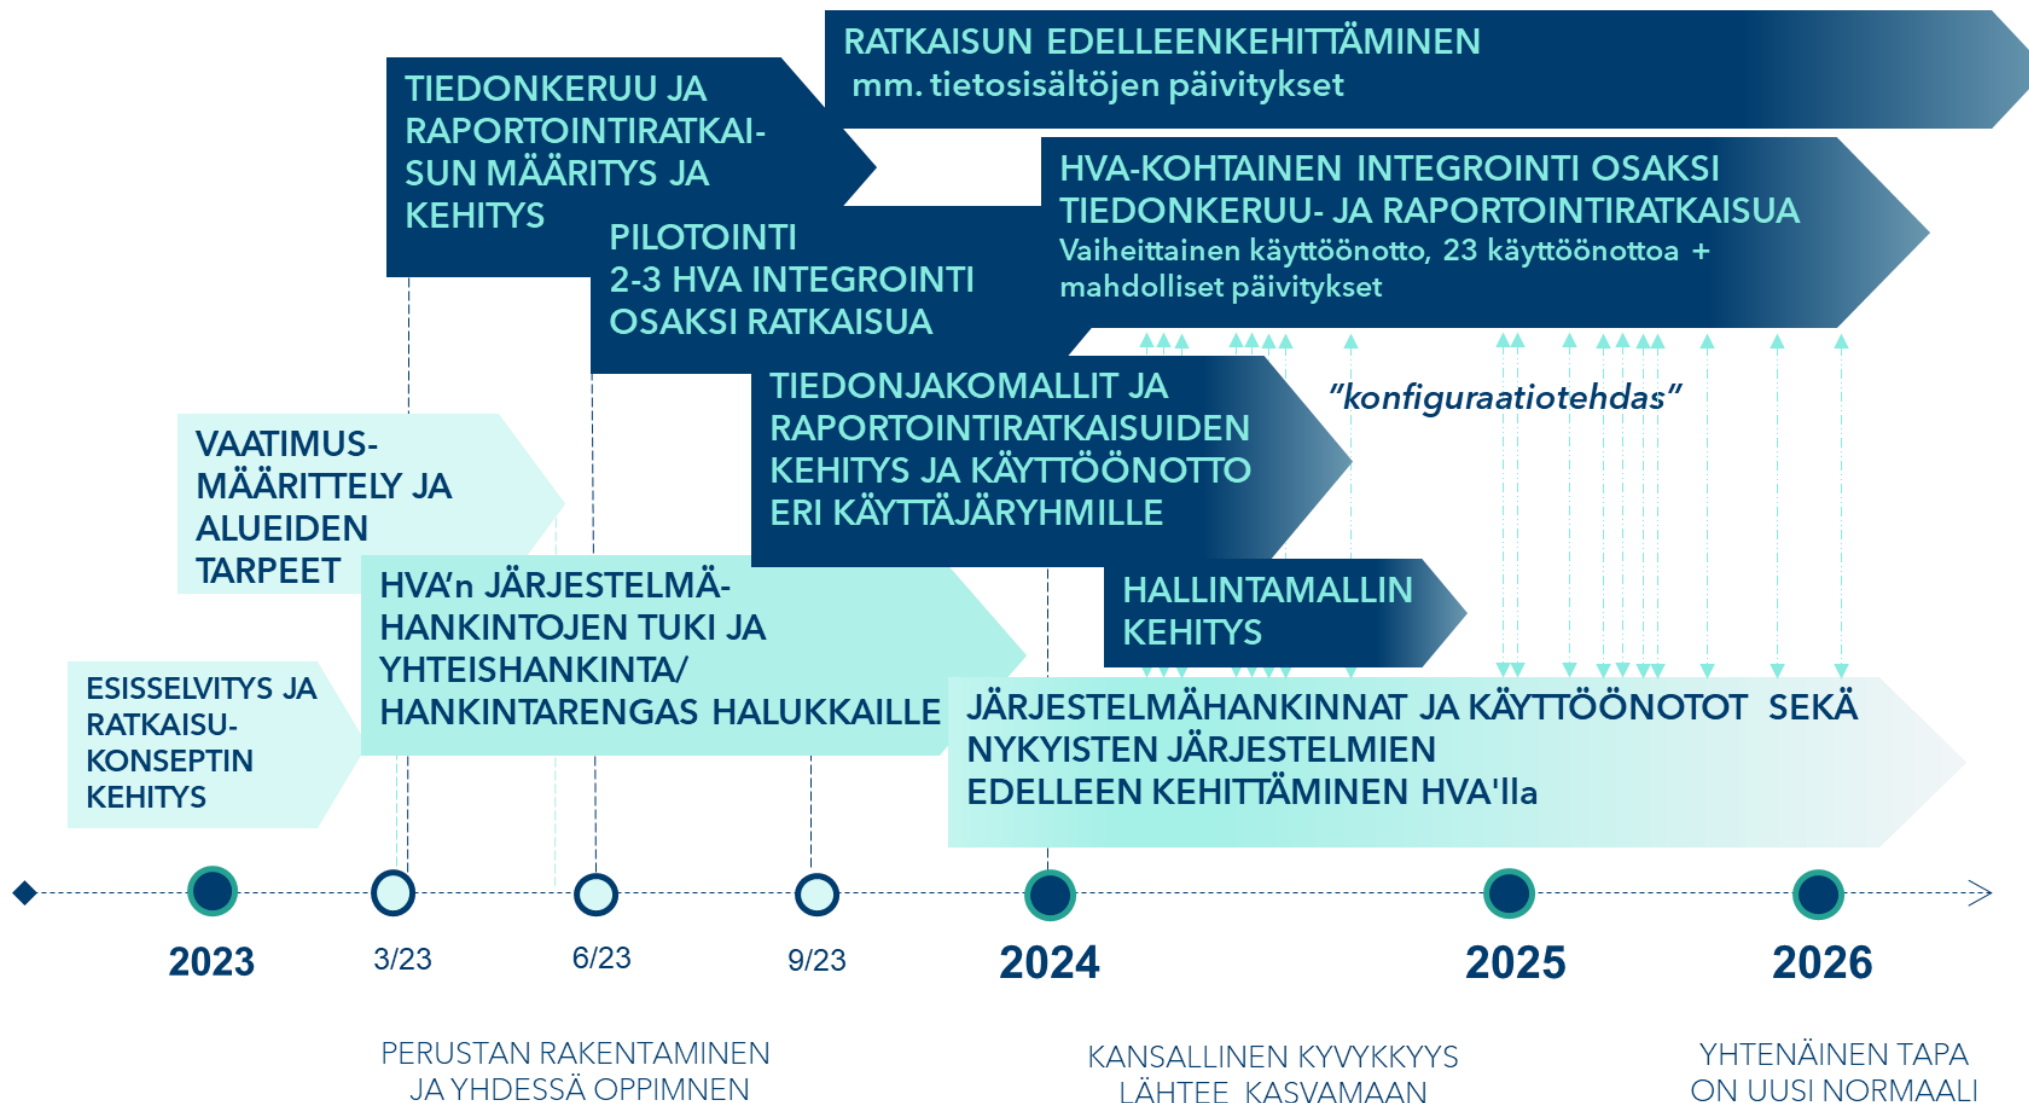 RATKAISUN EDELLEENKEHITTÄMINEN
mm. tietosisältöjen päivitykset
TIEDONKERUU JA
RAPORTOINTIRATKAI-
SUN MÄÄRITYS JA
KEHITYS
HVA-KOHTAINEN INTEGROINTI OSAKSI
TIEDONKERUU- JA RAPORTOINTIRATKAISUA
Vaiheittainen käyttöönotto, 23 käyttöönottoa +
mahdolliset päivitykset
PILOTOINTI
2-3 HVA INTEGROINTI
OSAKSI RATKAISUA
TIEDONJAKOMALLIT JA
RAPORTOINTIRATKAISUIDEN
KEHITYS JA KÄYTTÖÖNOTTO
ERI KÄYTTÄJÄRYHMILLE
"konfiguraatiotehdas"
VAATIMUS-
MÄÄRITTELY JA
ALUEIDEN
TARPEET
HVA'n JÄRJESTELMÄ-
HANKINTOJEN TUKI JA
YHTEISHANKINTA/
HANKINTARENGAS HALUKKAILLE
HALLINTAMALLIN
KEHITYS
ESISSELVITYS JA
RATKAISU-
KONSEPTIN
KEHITYS
JÄRJESTELMÄHANKINNAT JA KÄYTTÖÖNOTOT SEKÄ
NYKYISTEN JÄRJESTELMIEN
EDELLEEN KEHITTÄMINEN HVA'lla
2023
3/23
6/23
9/23
2024
2025
2026
PERUSTAN RAKENTAMINEN
JA YHDESSÄ OPPIMNEN
KANSALLINEN KYVYKKYYS
LÄHTEE KASVAMAAN
YHTENÄINEN TAPA
ON UUSI NORMAALI